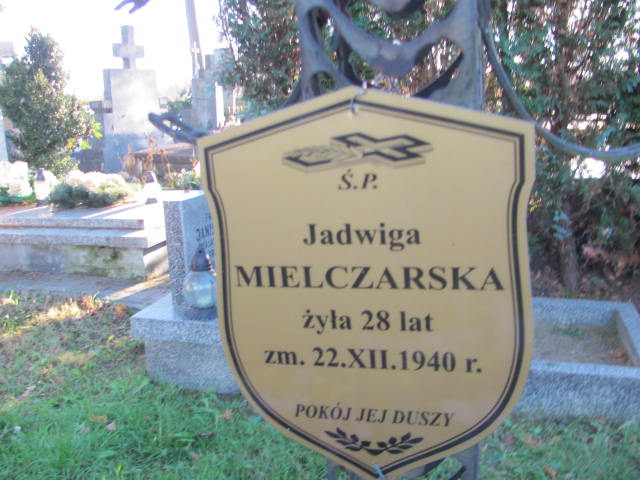 Ś.P.
Jadwiga
MIELCZARSKA
żyła 28 lat
zm. 22.XII.1940 r.
POKÓJ JEJ DUSZY